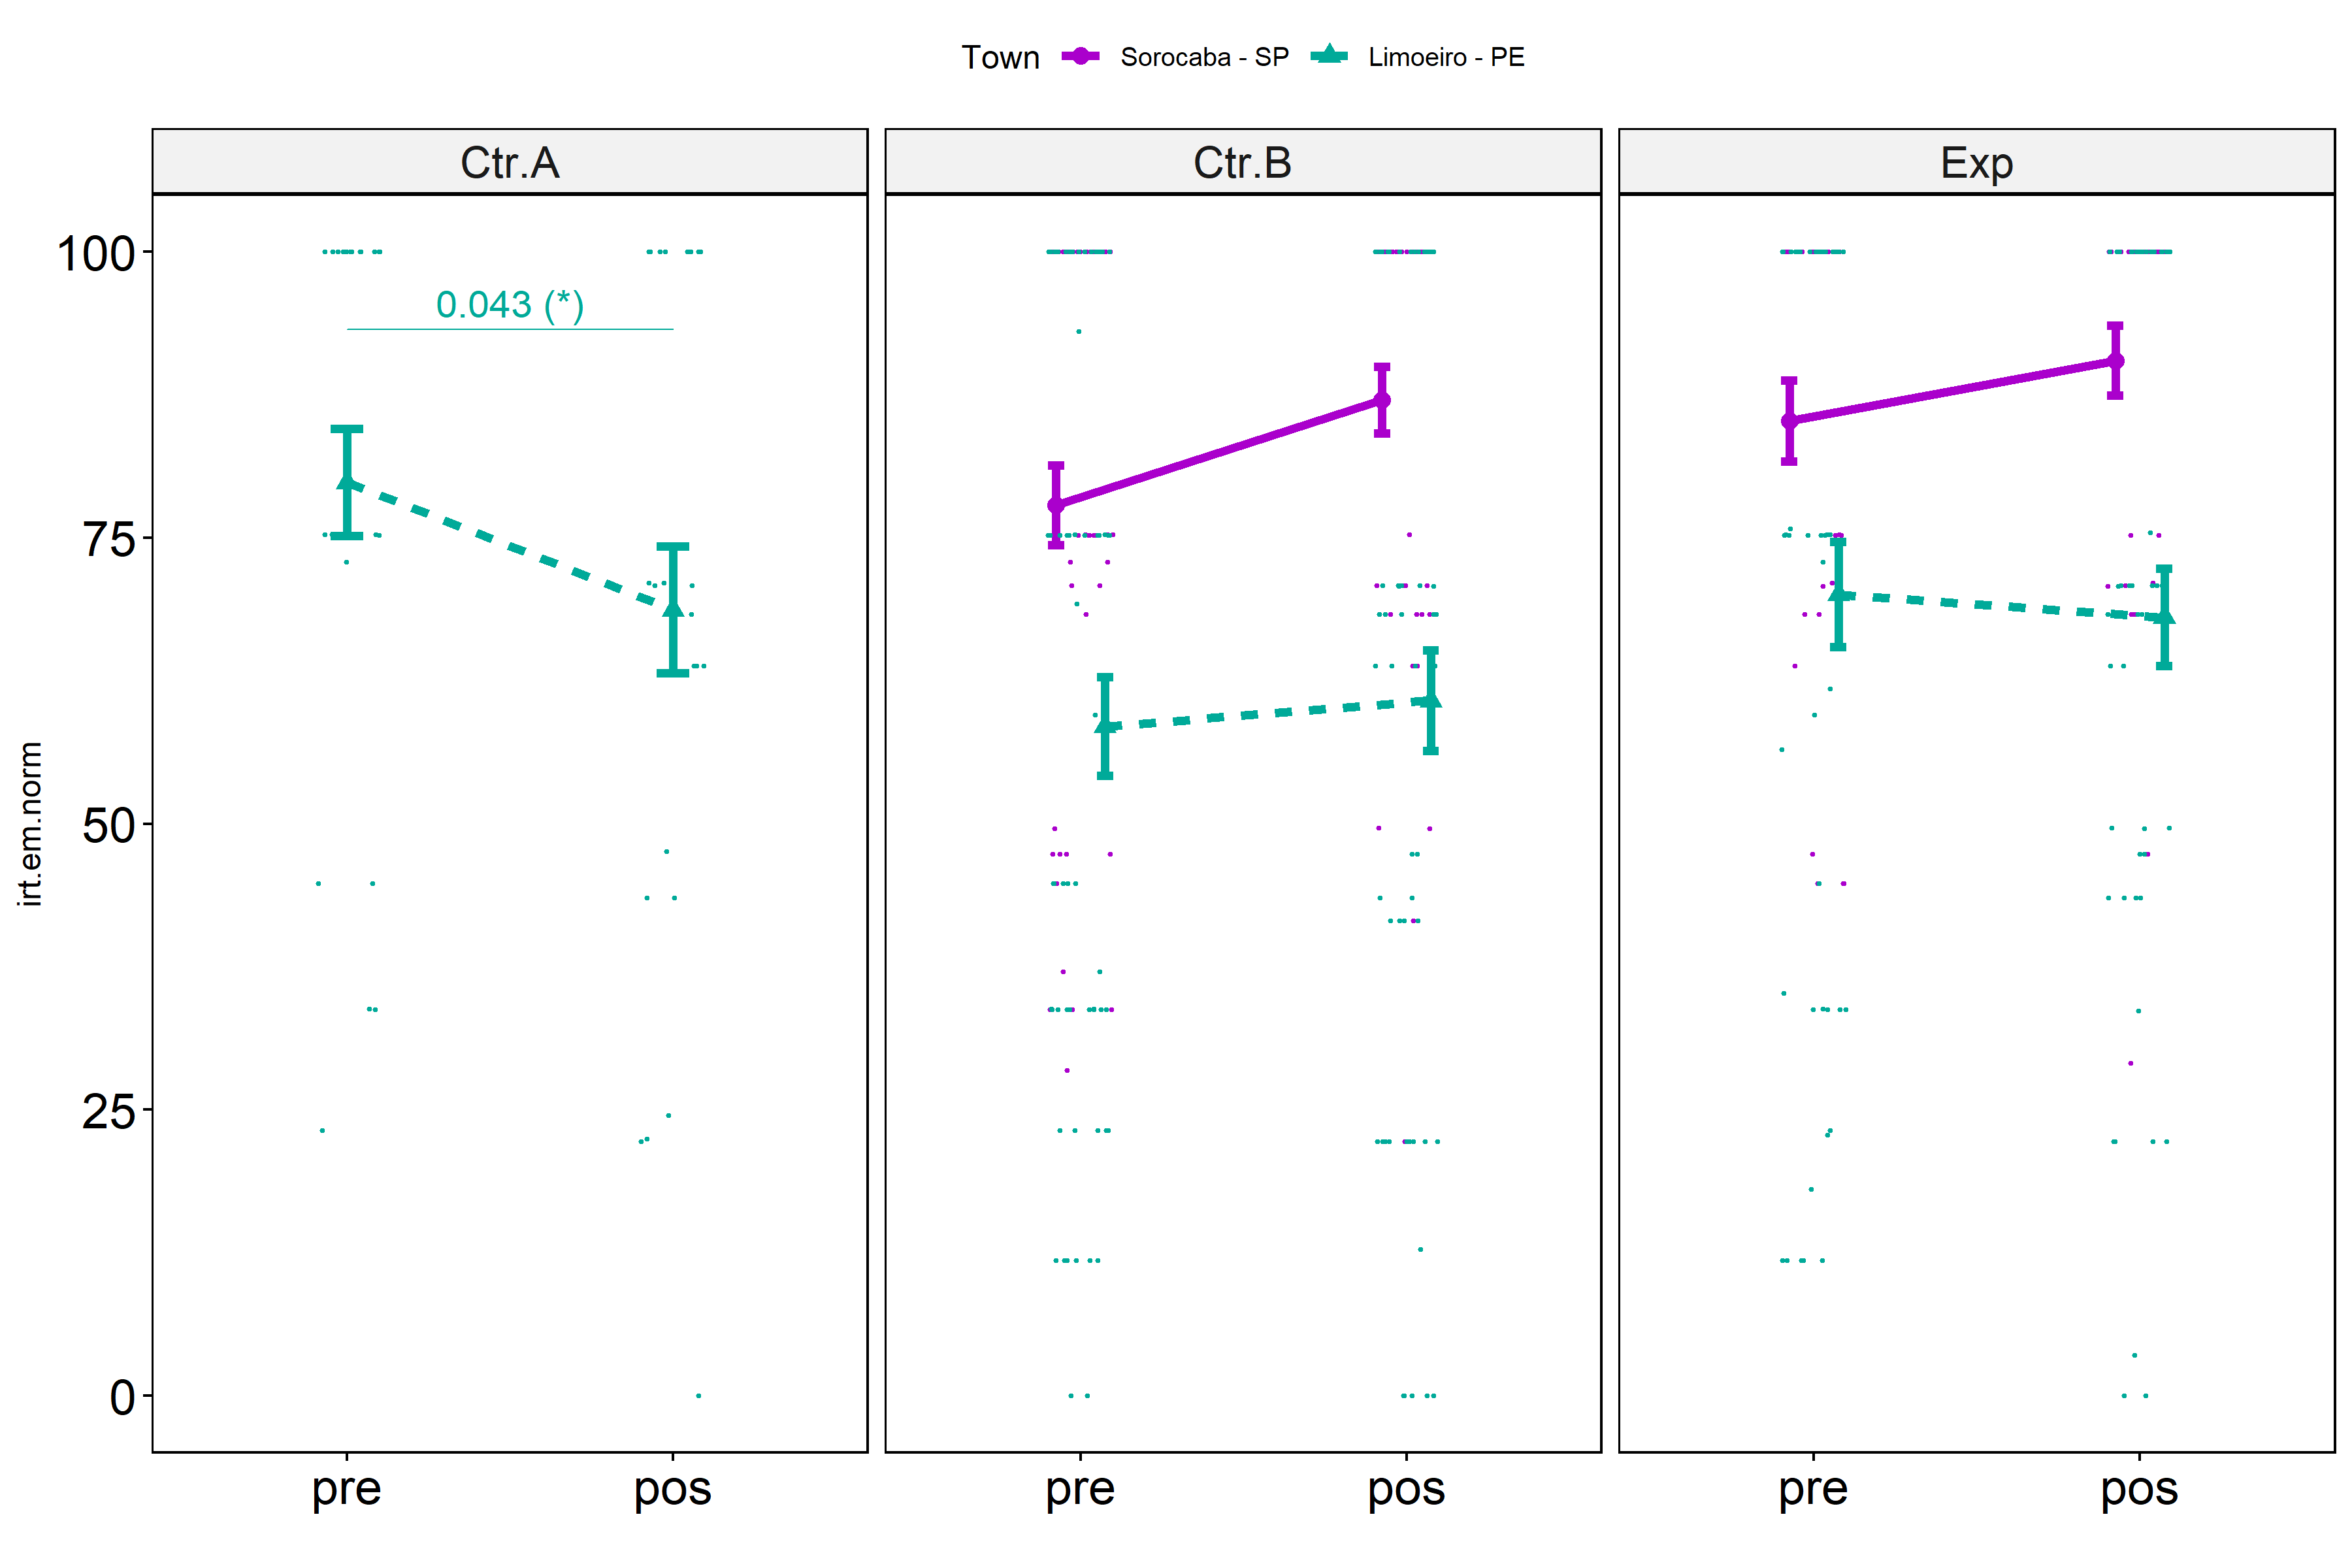 Town Sorocaba - SP Limoeiro - PE
Ctr.A Ctr.B Exp
100
0.043 (*)
75
50
25
0
irt.em.norm
pre pos pre pos pre pos